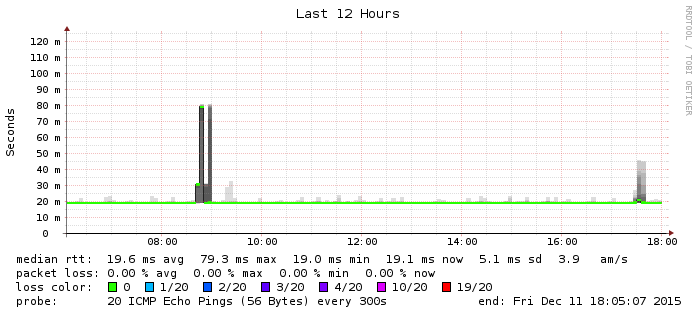 Last 12 Hours
RRDTOOL / TOBI OETIKER
Seconds
120 m
110 m
100 m
90 m
80 m
70 m
60 m
50 m
40 m
30 m
20 m
10 m
0
08:00 10:00 12:00 14:00 16:00 18:00
median rtt: 19.6 ms avg 79.3 ms max 19.0 ms min 19.1 ms now 5.1 ms sd 3.9 am/s
packet loss: 0.00 % avg 0.00 % max 0.00 % min 0.00 % now
loss color: 0 1/20 2/20 3/20 4/20 10/20 19/20
probe: 20 ICMP Echo Pings (56 Bytes) every 300s end: Fri Dec 11 18:05:07 2015